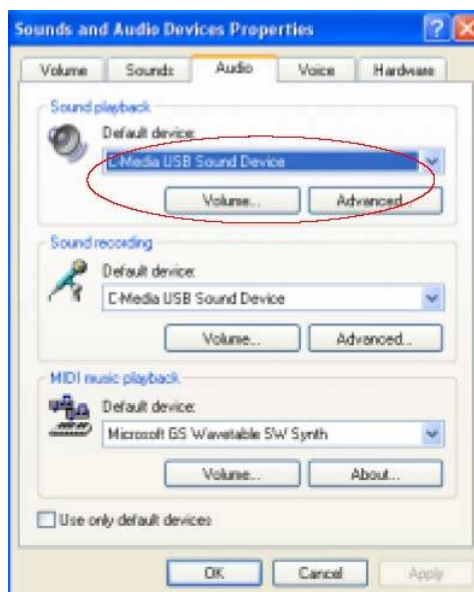 Sounds and Audio Devices Properties
Volume Sounds Audio Voice Hardware
Sound playback
Default device:
C-Media USB Sound Device
Volume... Advanced...
Sound recording
Default device:
C-Media USB Sound Device
Volume... Advanced...
MIDI music playback
Default device:
Microsoft GS Wavetable SW Synth
Volume... About...
Use only default devices
OK Cancel Apply